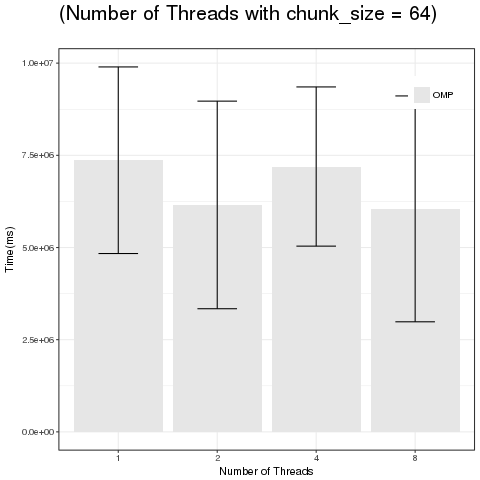 (Number of Threads with chunk_size = 64)
1.0e+07
7.5e+06
5.0e+06
2.5e+06
0.0e+00
Time(ms)
OMP
1 2 4 8
Number of Threads